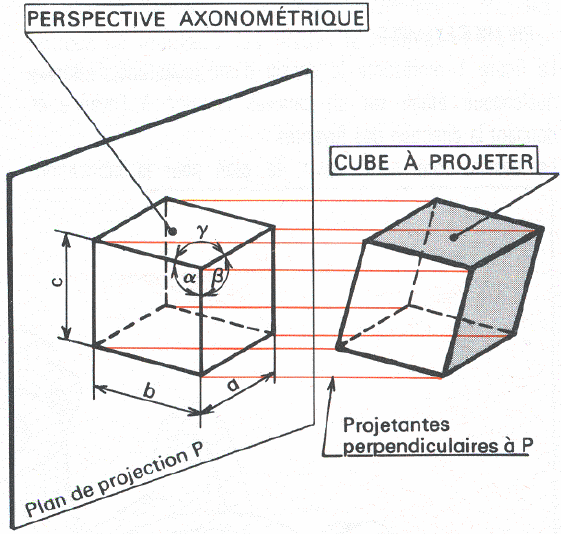 PERSPECTIVE AXONOMÉTRIQUE
CUBE À PROJETER
γ
α
β
c
b
a
Projetantes
perpendiculaires à P
Plan de projection P